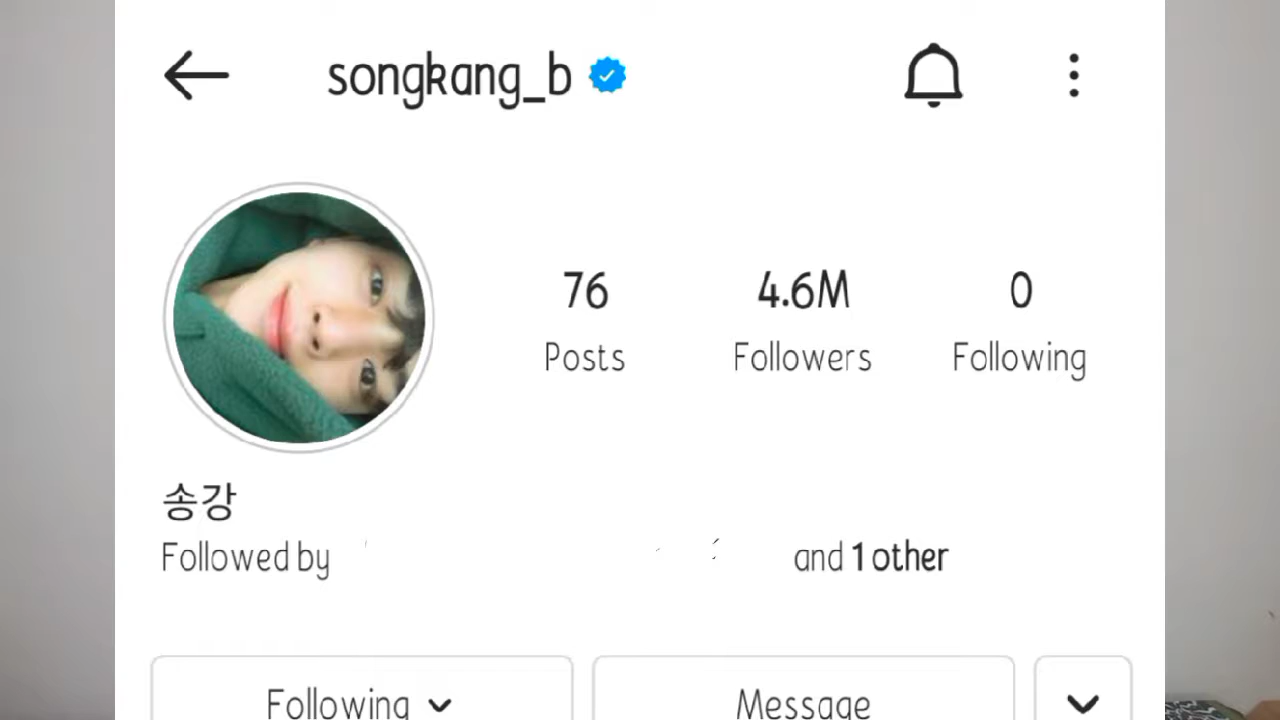 songkang_b
76 4.6M 0
Posts Followers Following
송강
Followed by and 1 other
Following Message